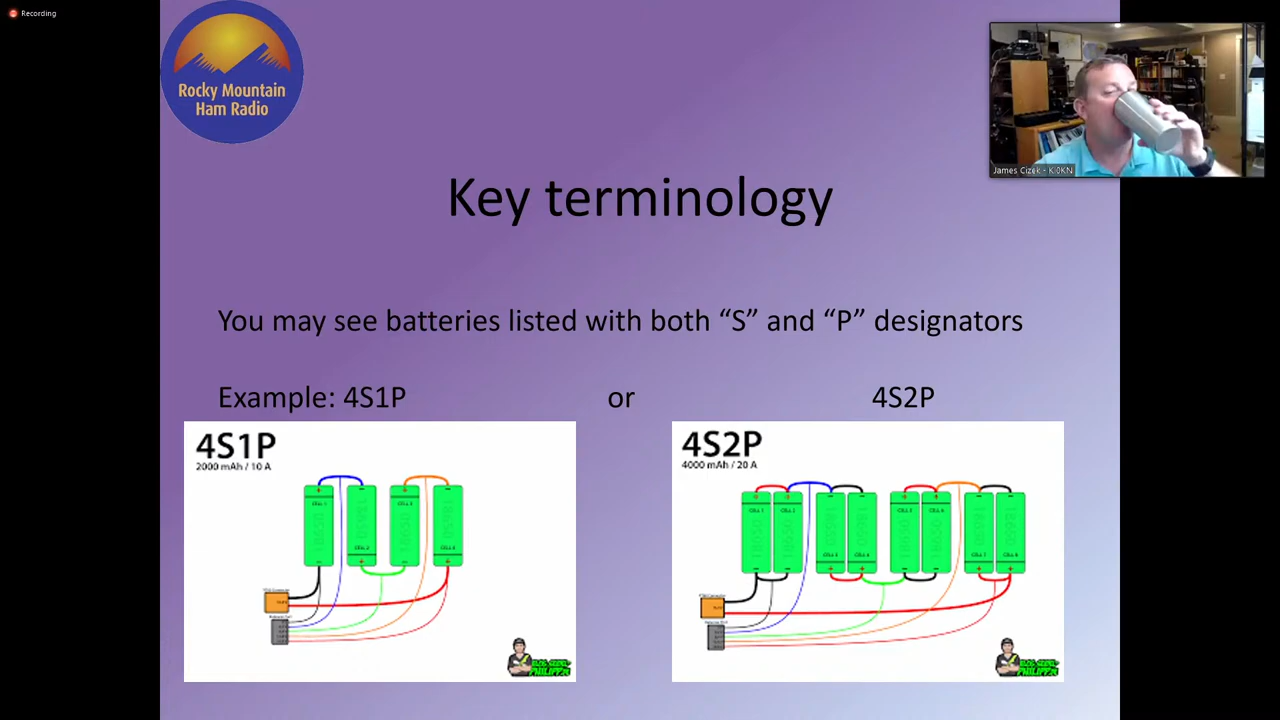 Recording
Rocky Mountain
Ham Radio
James Cizek - KI0KN
Key terminology
You may see batteries listed with both “S” and “P” designators
Example: 4S1P or 4S2P
4S1P
2000 mAh / 10 A
4S2P
4000 mAh / 20 A